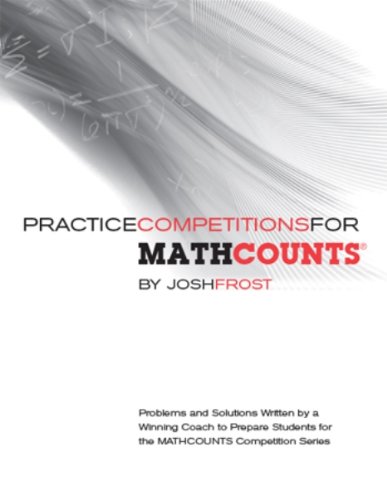 PRACTICECOMPETITIONSFOR
MATHCOUNTS®
BY JOSHFROST
Problems and Solutions Written by a
Winning Coach to Prepare Students for
the MATHCOUNTS Competition Series